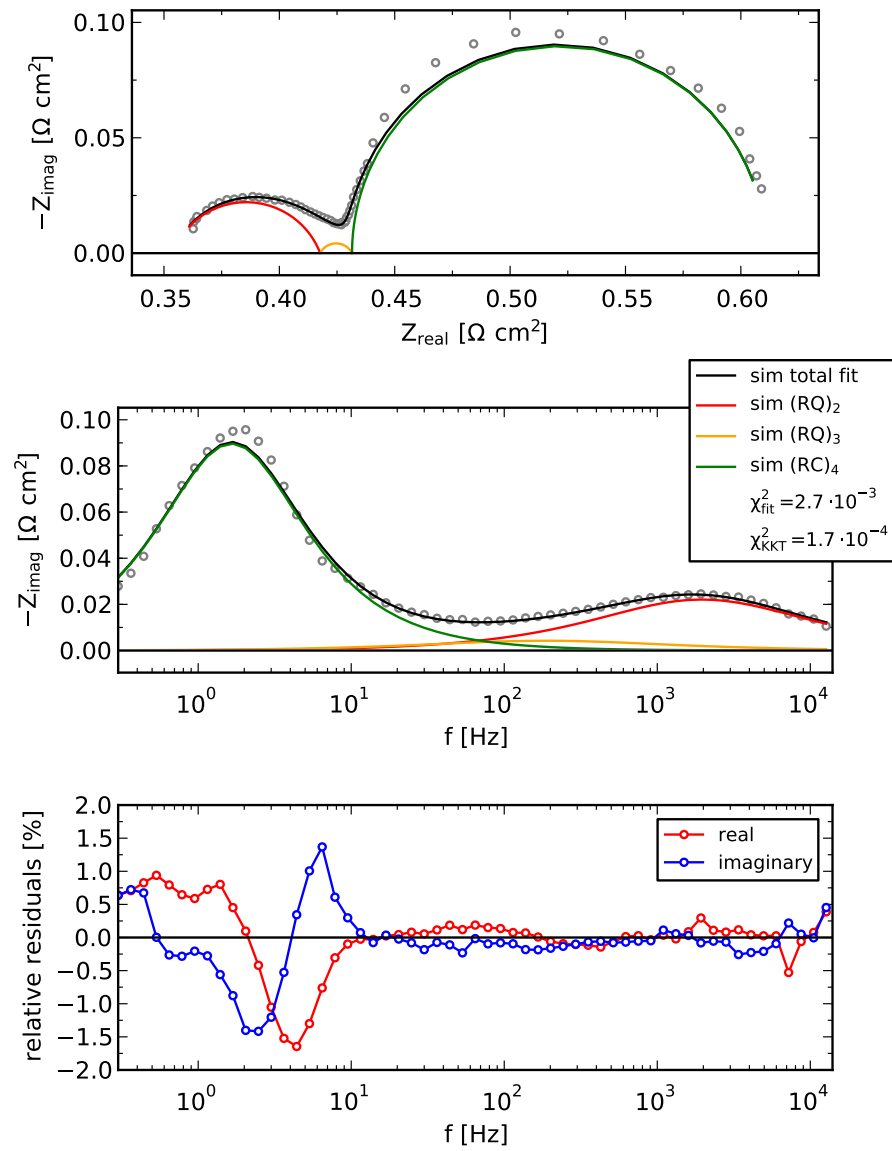 0.10
0.05
0.00
−Z_imag [Ω cm²]
0.35 0.40 0.45 0.50 0.55 0.60
Z_real [Ω cm²]
sim total fit
sim (RQ)₂
sim (RQ)₃
sim (RC)₄
χ²_fit = 2.7 · 10⁻³
χ²_KKT = 1.7 · 10⁻⁴
0.10
0.08
0.06
0.04
0.02
0.00
−Z_imag [Ω cm²]
10⁰ 10¹ 10² 10³ 10⁴
f [Hz]
2.0
1.5
1.0
0.5
0.0
−0.5
−1.0
−1.5
−2.0
relative residuals [%]
real
imaginary
10⁰ 10¹ 10² 10³ 10⁴
f [Hz]